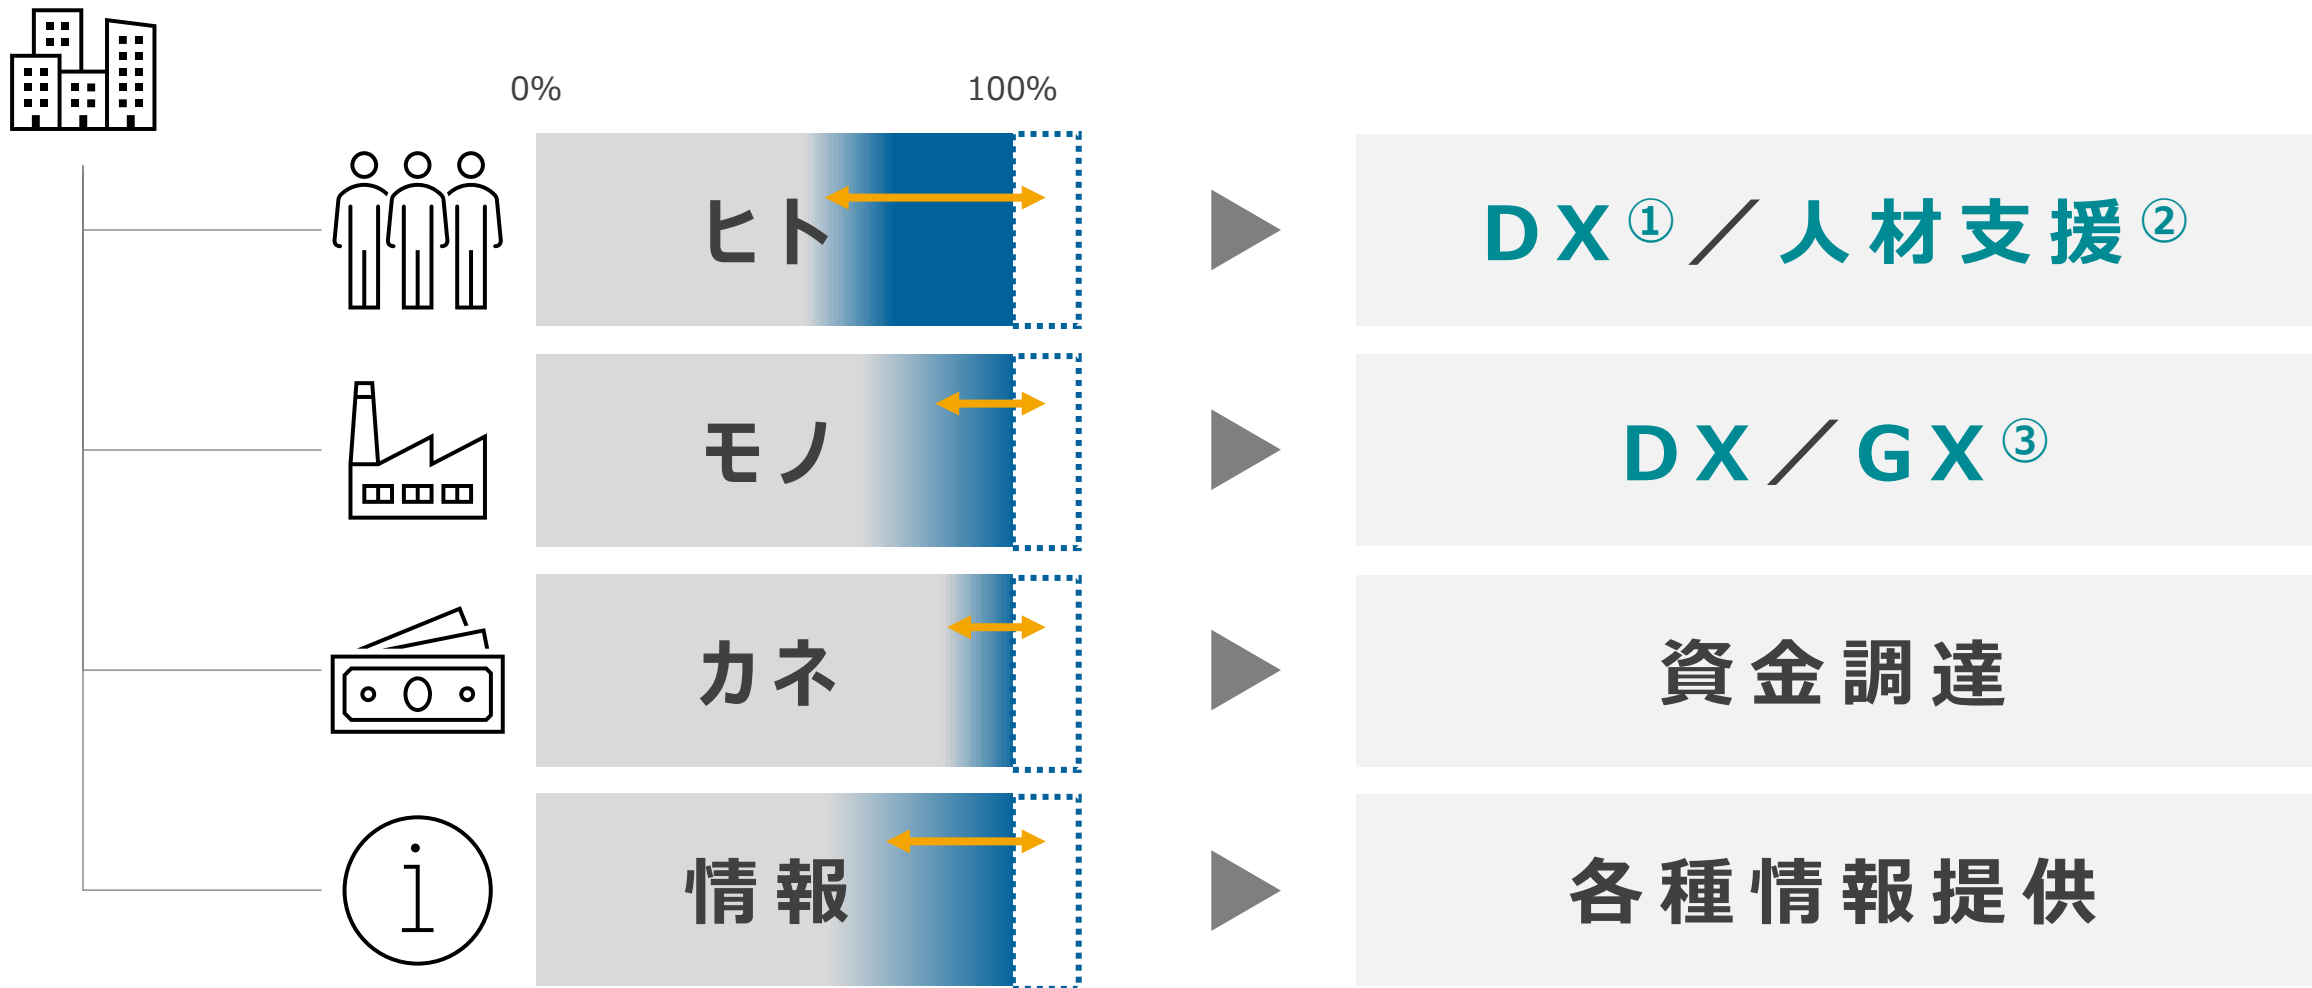 0% 100%
ヒト
DX①／人材支援②
モノ
DX／GX③
カネ
資金調達
情報
各種情報提供